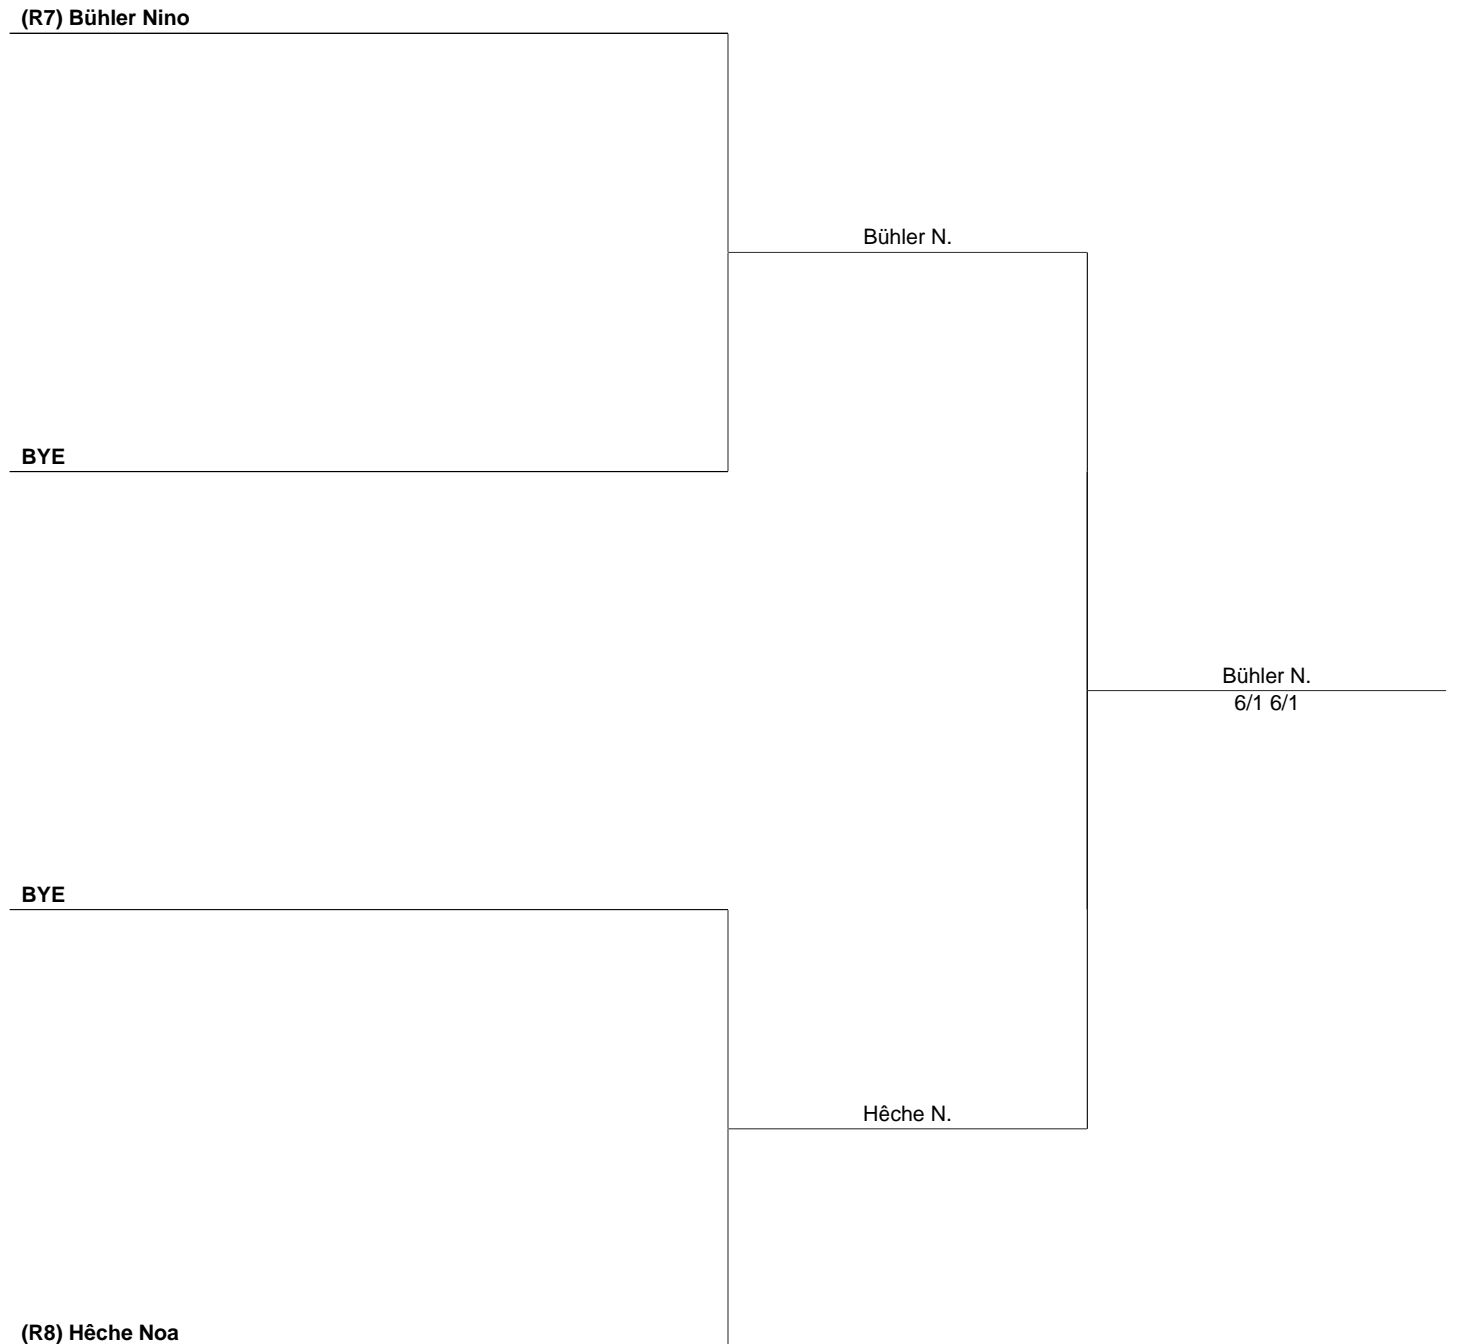 (R7) Bühler Nino
Bühler N.
BYE
Bühler N.
6/1 6/1
BYE
Hêche N.
(R8) Hêche Noa